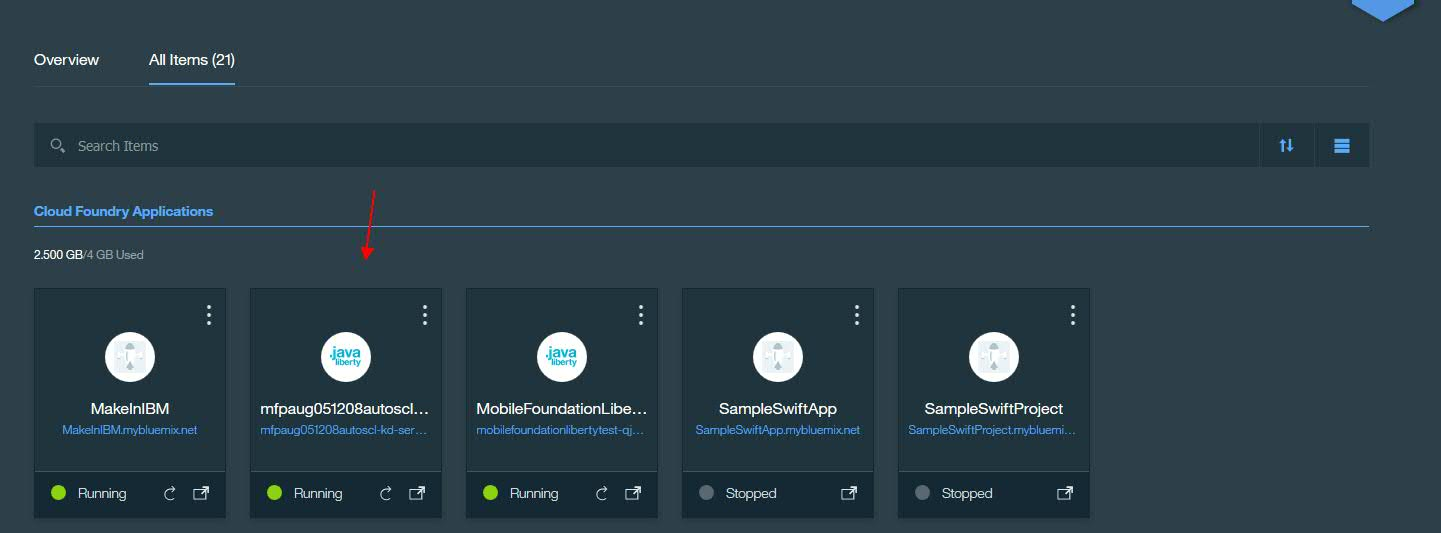 Overview All Items (21)
Search Items
Cloud Foundry Applications
2.500 GB/4 GB Used
.java
liberty
.java
liberty
MakeInIBM mfpaug051208autoscl... MobileFoundationLibe... SampleSwiftApp SampleSwiftProject
MakeInIBM.mybluemix.net mfpaug051208autoscl-kd-ser... mobilefoundationlibertytest-qj... SampleSwiftApp.mybluemix.net SampleSwiftProject.mybluemi...
Running Running Running Stopped Stopped